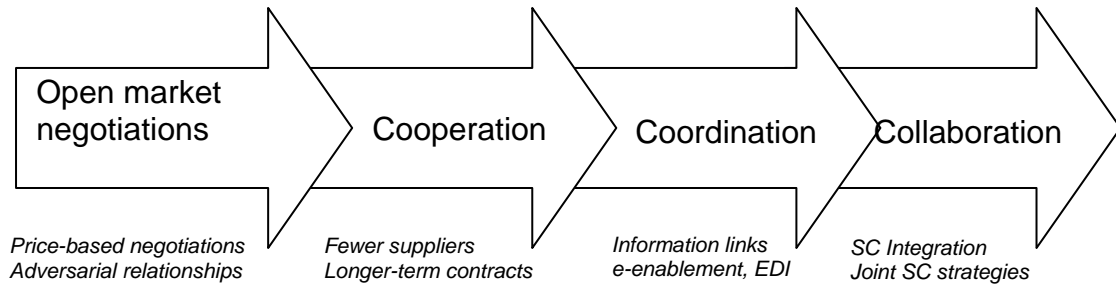 Open market
negotiations
Cooperation
Coordination
Collaboration
Price-based negotiations
Adversarial relationships
Fewer suppliers
Longer-term contracts
Information links
e-enablement, EDI
SC Integration
Joint SC strategies